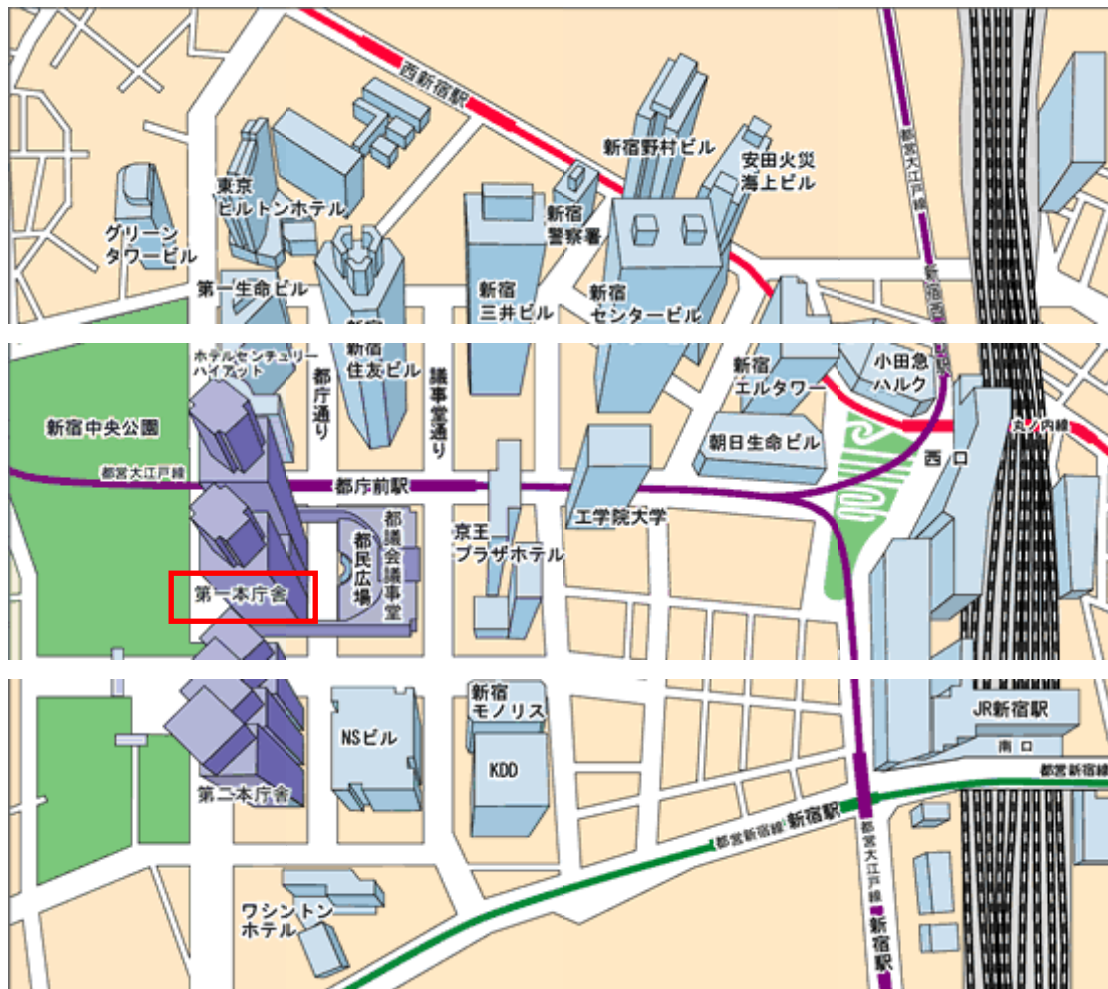 西新宿駅
都営大江戸線
新宿野村ビル
安田火災
海上ビル
東京
ヒルトンホテル
新宿
警察署
グリーン
タワービル
第一生命ビル
新宿
三井ビル
新宿
センタービル
新宿西
ホテルセンチュリー
ハイアット
新宿
住友ビル
都庁通り
議事堂通り
新宿
エルタワー
小田急
ハルク
駅
新宿中央公園
朝日生命ビル
丸ノ内線
西口
都営大江戸線
都庁前駅
工学院大学
京王
プラザホテル
都民広場
都議会議事堂
第一本庁舎
新宿
モノリス
JR新宿駅
NSビル
南口
KDD
都営新宿線
第二本庁舎
新宿駅
都営新宿線
都営大江戸線
ワシントン
ホテル
新宿駅